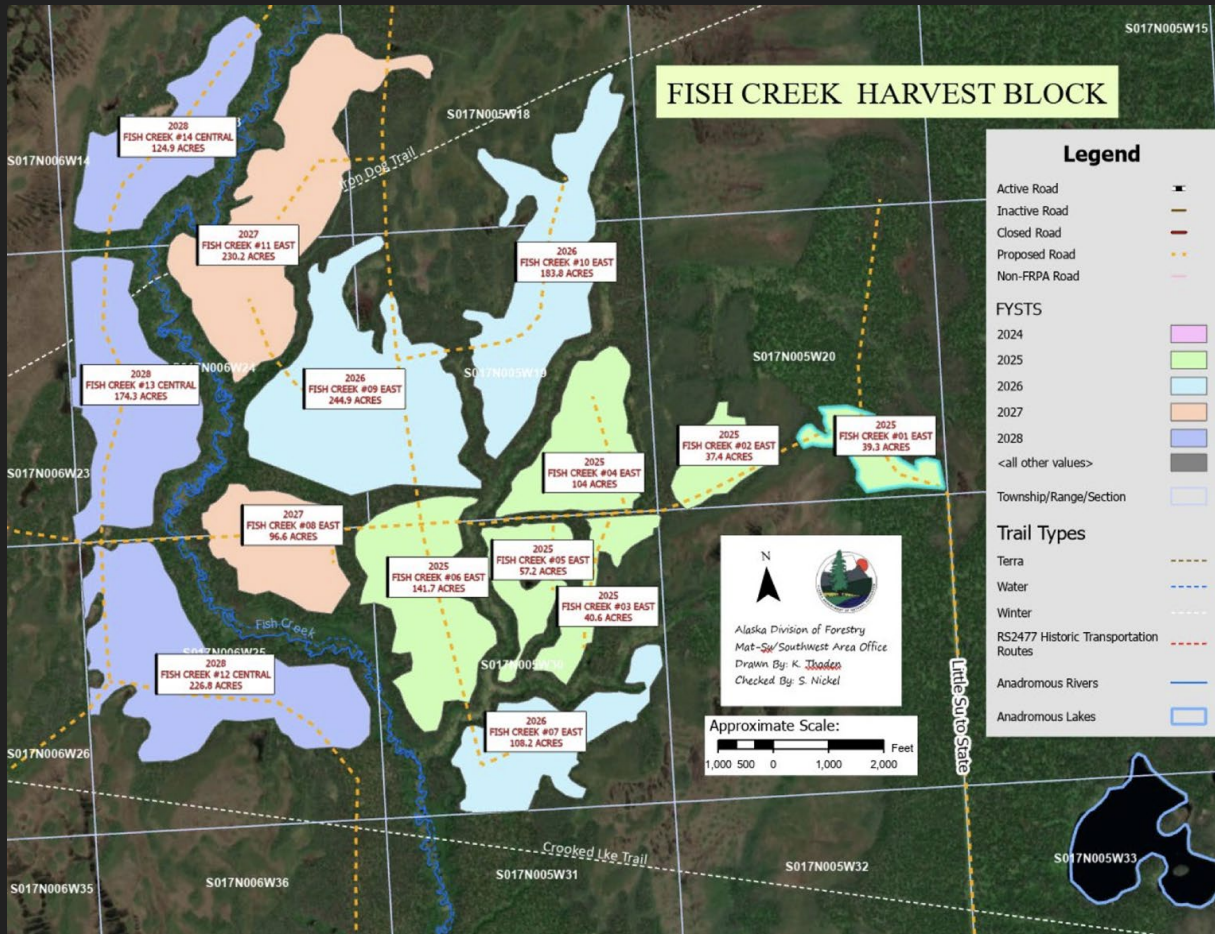 S017N005W15
FISH CREEK HARVEST BLOCK
S017N005W18
2028
FISH CREEK #14 CENTRAL
124.9 ACRES
S017N006W14
Iron Dog Trail
2027
FISH CREEK #11 EAST
230.2 ACRES
2026
FISH CREEK #10 EAST
183.8 ACRES
S017N006W24
S017N005W19
S017N005W20
2028
FISH CREEK #13 CENTRAL
174.3 ACRES
2026
FISH CREEK #09 EAST
244.9 ACRES
2025
FISH CREEK #02 EAST
37.4 ACRES
2025
FISH CREEK #01 EAST
39.3 ACRES
S017N006W23
2025
FISH CREEK #04 EAST
104 ACRES
2027
FISH CREEK #08 EAST
96.6 ACRES
2025
FISH CREEK #06 EAST
141.7 ACRES
2025
FISH CREEK #05 EAST
57.2 ACRES
2025
FISH CREEK #03 EAST
40.6 ACRES
Fish Creek
S017N006W25
S017N005W30
2028
FISH CREEK #12 CENTRAL
226.8 ACRES
2026
FISH CREEK #07 EAST
108.2 ACRES
S017N006W26
Little Su to State
Crooked Lke Trail
S017N006W35
S017N006W36
S017N005W31
S017N005W32
S017N005W33
Legend
Active Road
Inactive Road
Closed Road
Proposed Road
Non-FRPA Road
FYSTS
2024
2025
2026
2027
2028
<all other values>
Township/Range/Section
Trail Types
Terra
Water
Winter
RS2477 Historic Transportation
Routes
Anadromous Rivers
Anadromous Lakes
N
Alaska Division of Forestry
Mat-Su/Southwest Area Office
Drawn By: K. Thoden
Checked By: S. Nickel
Approximate Scale:
Feet
1,000 500 0 1,000 2,000